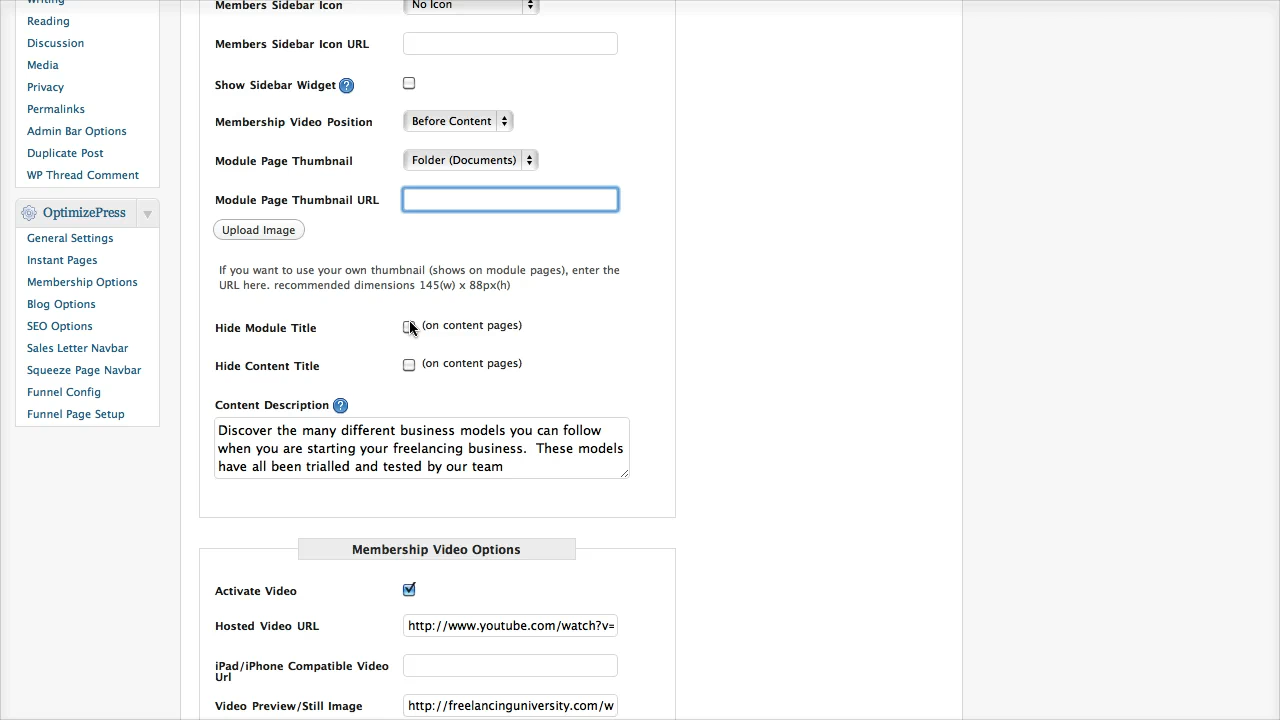 Writing
Reading
Discussion
Media
Privacy
Permalinks
Admin Bar Options
Duplicate Post
WP Thread Comment
OptimizePress
General Settings
Instant Pages
Membership Options
Blog Options
SEO Options
Sales Letter Navbar
Squeeze Page Navbar
Funnel Config
Funnel Page Setup
Members Sidebar Icon No Icon
Members Sidebar Icon URL
Show Sidebar Widget ?
Membership Video Position Before Content
Module Page Thumbnail Folder (Documents)
Module Page Thumbnail URL
Upload Image
If you want to use your own thumbnail (shows on module pages), enter the
URL here. recommended dimensions 145(w) x 88px(h)
Hide Module Title (on content pages)
Hide Content Title (on content pages)
Content Description ?
Discover the many different business models you can follow
when you are starting your freelancing business. These models
have all been trialled and tested by our team
Membership Video Options
Activate Video
Hosted Video URL http://www.youtube.com/watch?v=
iPad/iPhone Compatible Video
Url
Video Preview/Still Image http://freelancinguniversity.com/w